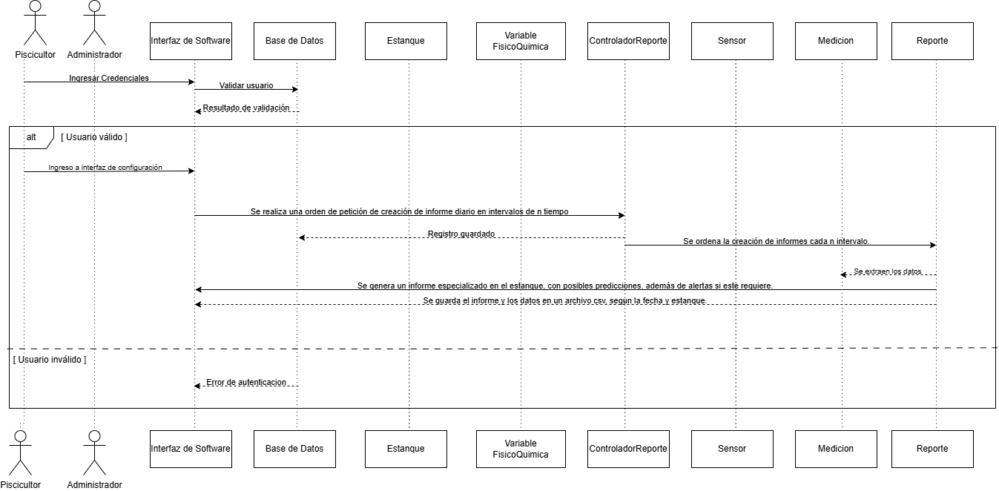 Piscicultor
Administrador
Interfaz de Software
Base de Datos
Estanque
Variable
FisicoQuimica
ControladorReporte
Sensor
Medicion
Reporte
Ingresar Credenciales
Validar usuario
Resultado de validación
alt
[ Usuario válido ]
Ingreso a interfaz de configuración
Se realiza una orden de petición de creación de informe diario en intervalos de n tiempo
Registro guardado
Se ordena la creación de informes cada n intervalo.
Se extraen los datos
Se genera un informe especializado en el estanque, con posibles predicciones, además de alertas si este requiere.
Se guarda el informe y los datos en un archivo csv, según la fecha y estanque.
[ Usuario inválido ]
Error de autenticacion
Interfaz de Software
Base de Datos
Estanque
Variable
FisicoQuimica
ControladorReporte
Sensor
Medicion
Reporte
Piscicultor
Administrador